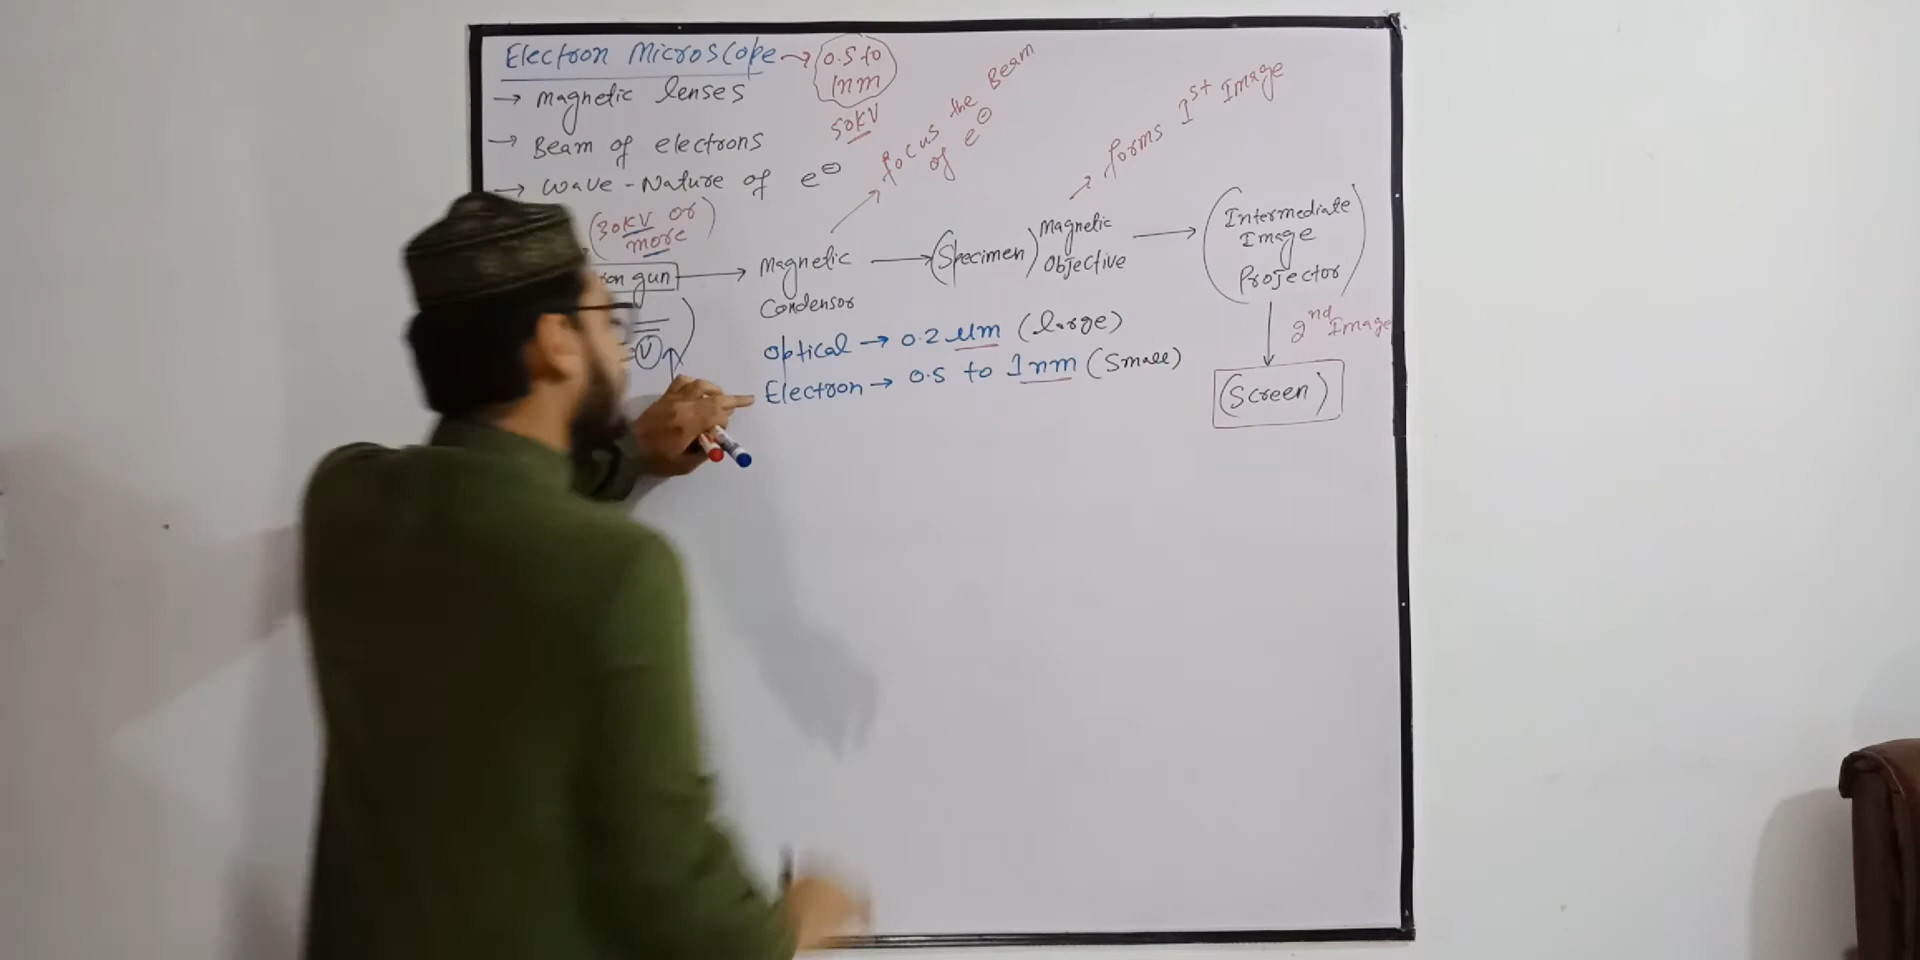 Electron Microscope → 0.5 to
1nm
50KV
→ Magnetic lenses
→ Beam of electrons
→ Wave-Nature of e⊖
(30KV or
more)
ron gun → Magnetic
Condensor
focus the Beam
of e⊖
→ (Specimen)
Magnetic
Objective
forms 1st Image
→ (Intermediate
Image
Projector)
2nd Image
(Screen)
V
Optical → 0.2 μm (large)
Electron → 0.5 to 1nm (Small)